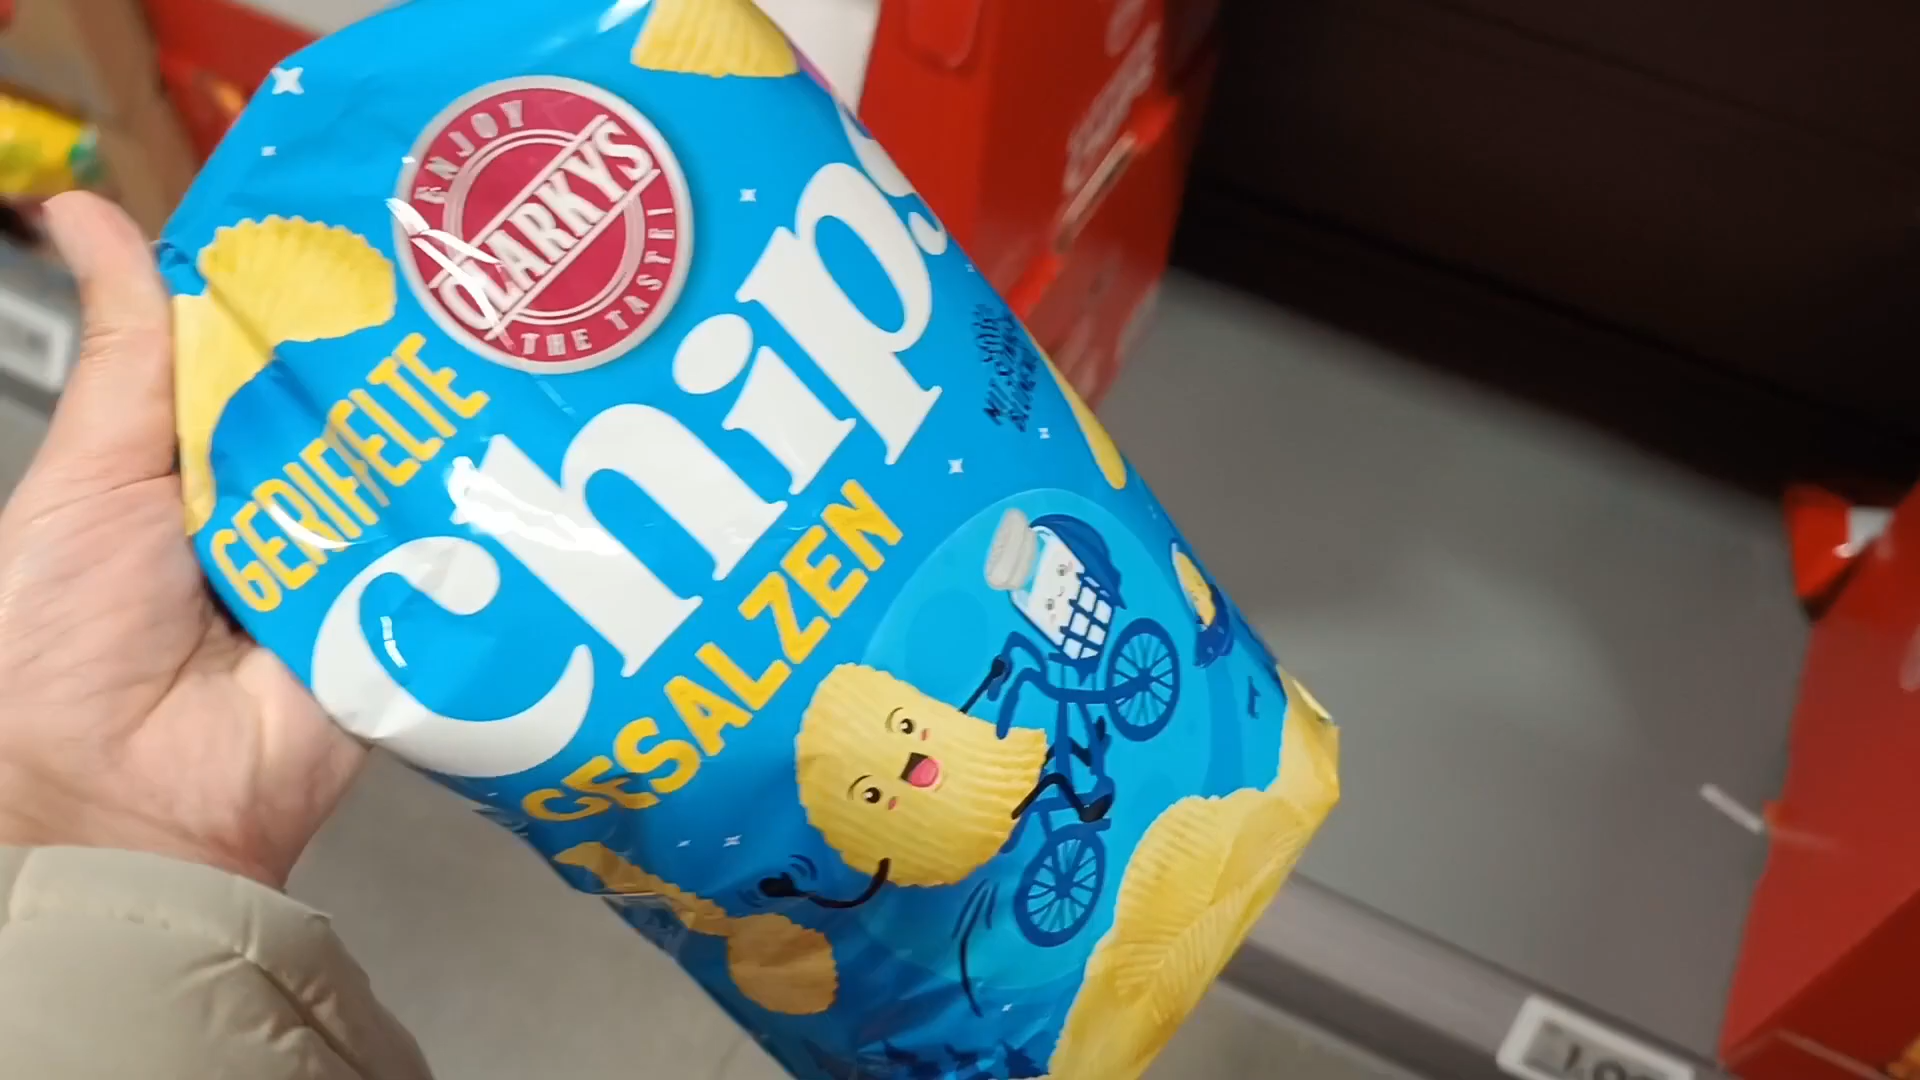 ENJOY
CLARKYS
THE TASTE!
GERIFFELTE
Chips
GESALZEN